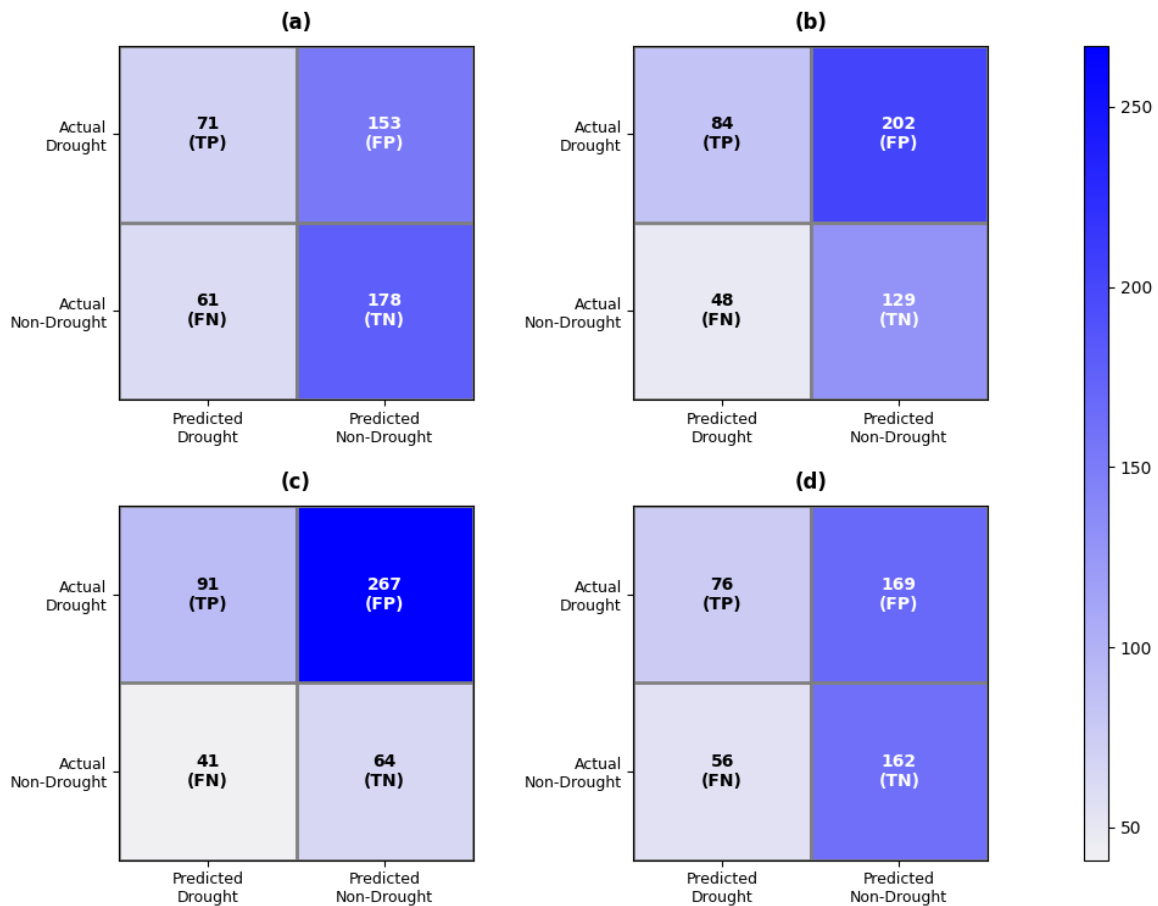 (a)
Actual
Drought
71
(TP)
153
(FP)
Actual
Non-Drought
61
(FN)
178
(TN)
Predicted
Drought
Predicted
Non-Drought
(b)
Actual
Drought
84
(TP)
202
(FP)
Actual
Non-Drought
48
(FN)
129
(TN)
Predicted
Drought
Predicted
Non-Drought
(c)
Actual
Drought
91
(TP)
267
(FP)
Actual
Non-Drought
41
(FN)
64
(TN)
Predicted
Drought
Predicted
Non-Drought
(d)
Actual
Drought
76
(TP)
169
(FP)
Actual
Non-Drought
56
(FN)
162
(TN)
Predicted
Drought
Predicted
Non-Drought
250
200
150
100
50